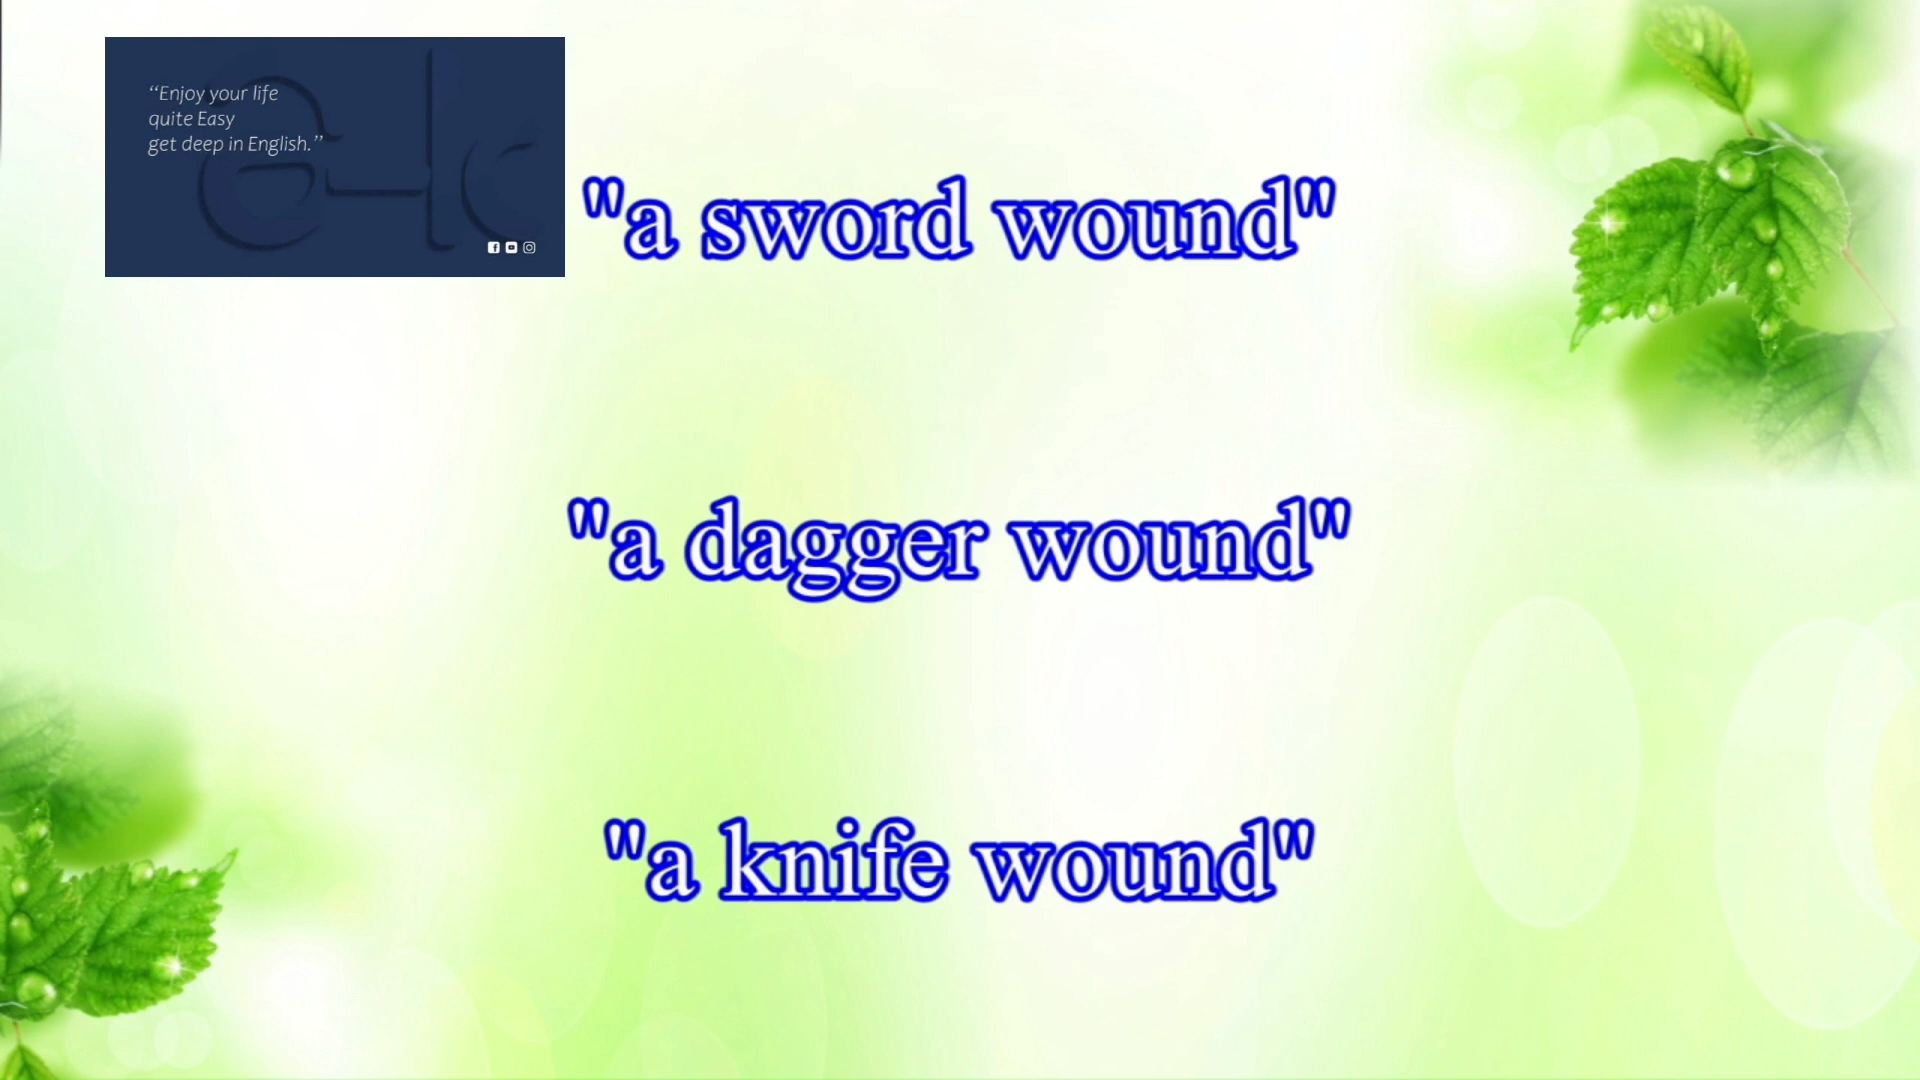 “Enjoy your life
quite Easy
get deep in English.”
"a sword wound"
"a dagger wound"
"a knife wound"